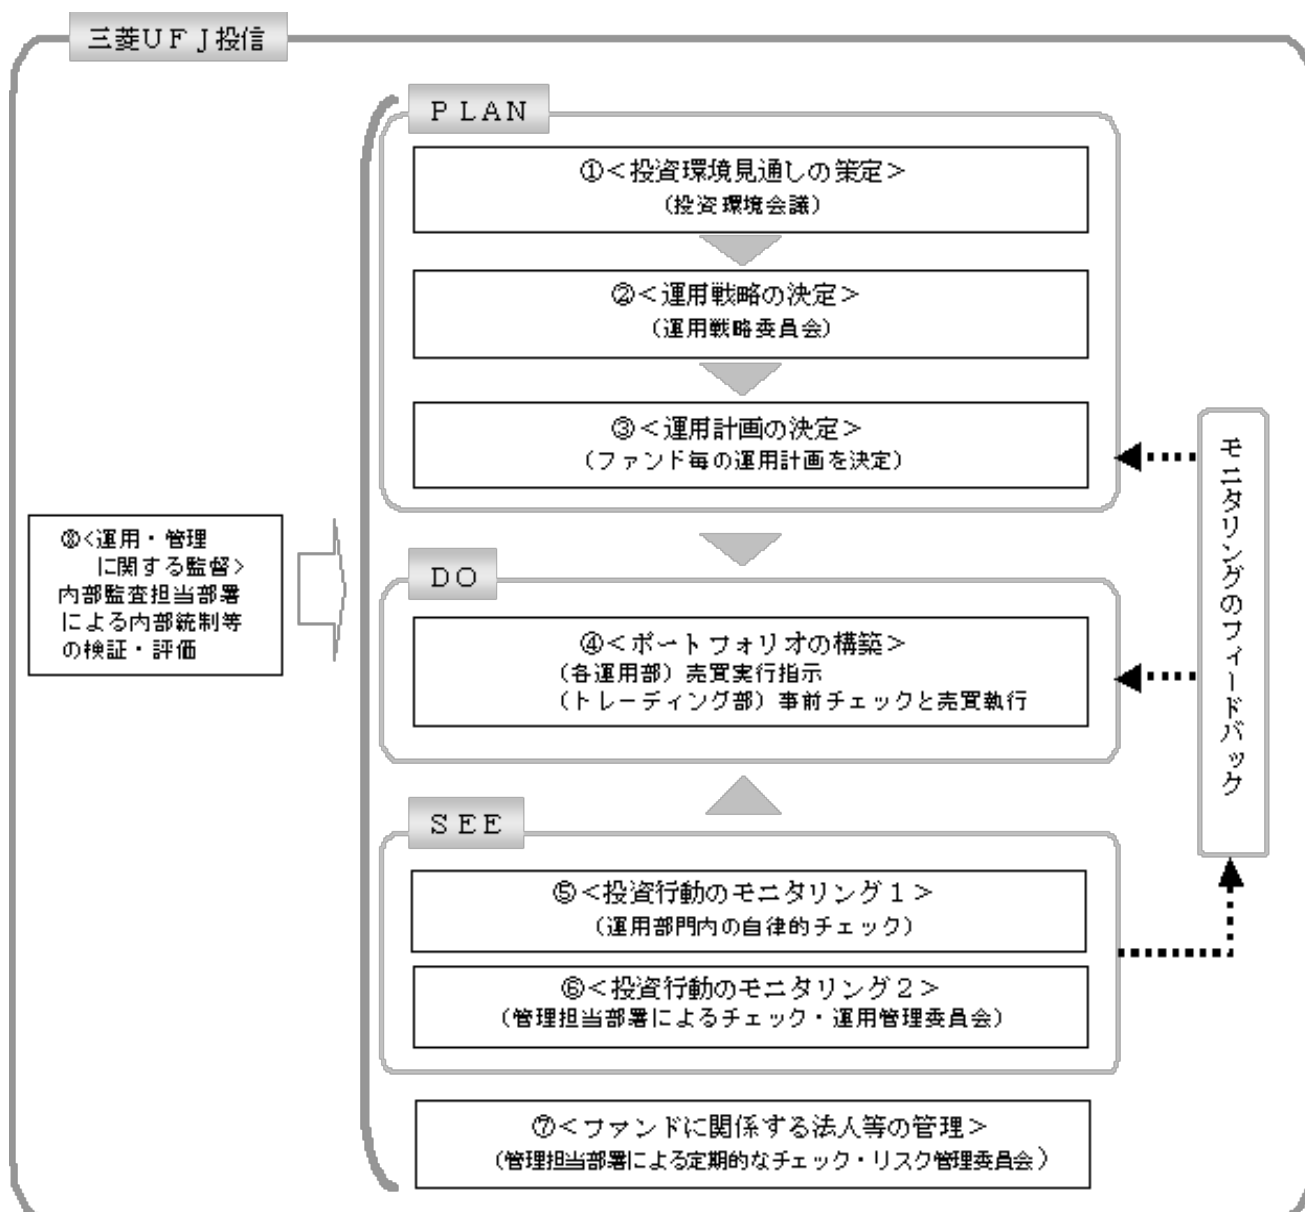 三菱ＵＦＪ投信
ＰＬＡＮ
①＜投資環境見通しの策定＞
（投資環境会議）
②＜運用戦略の決定＞
（運用戦略委員会）
③＜運用計画の決定＞
（ファンド毎の運用計画を決定）
ＤＯ
④＜ポートフォリオの構築＞
（各運用部）売買実行指示
（トレーディング部）事前チェックと売買執行
ＳＥＥ
⑤＜投資行動のモニタリング１＞
（運用部門内の自律的チェック）
⑥＜投資行動のモニタリング２＞
（管理担当部署によるチェック・運用管理委員会）
⑦＜ファンドに関係する法人等の管理＞
（管理担当部署による定期的なチェック・リスク管理委員会）
⑧<運用・管理
に関する監督>
内部監査担当部署
による内部統制等
の検証・評価
モニタリングのフィードバック